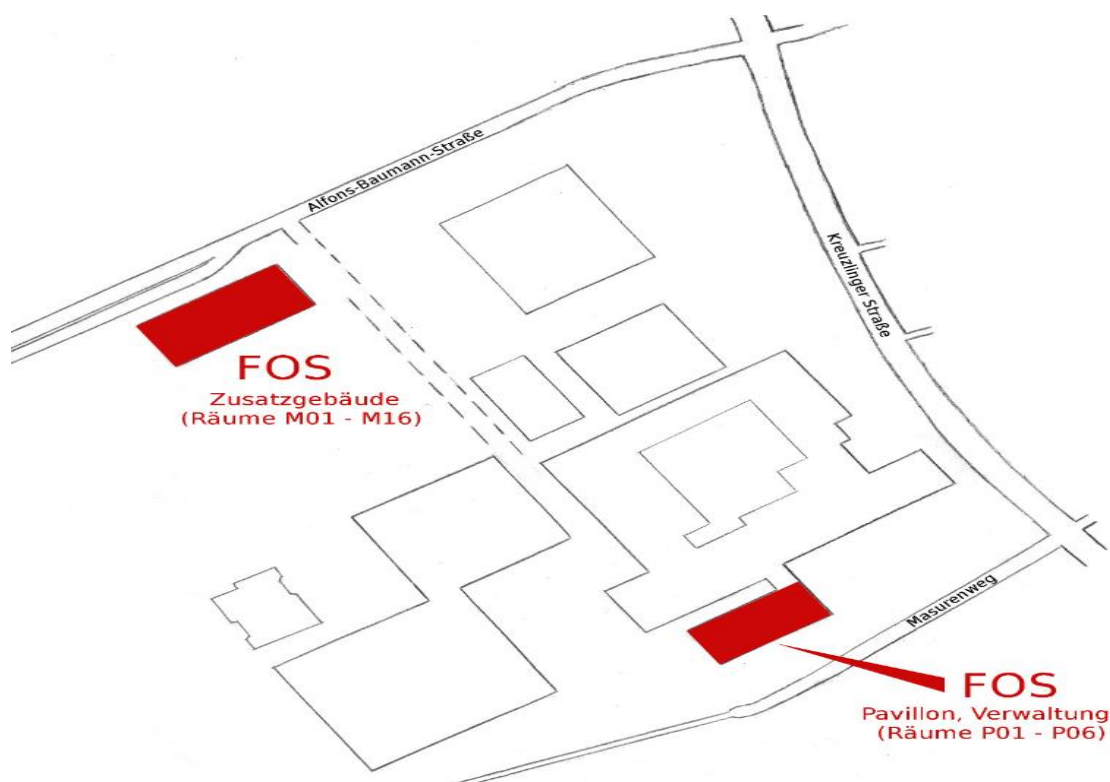 Alfons-Baumann-Straße
Kreuzlinger Straße
FOS
Zusatzgebäude
(Räume M01 - M16)
Masurenweg
FOS
Pavillon, Verwaltung
(Räume P01 - P06)